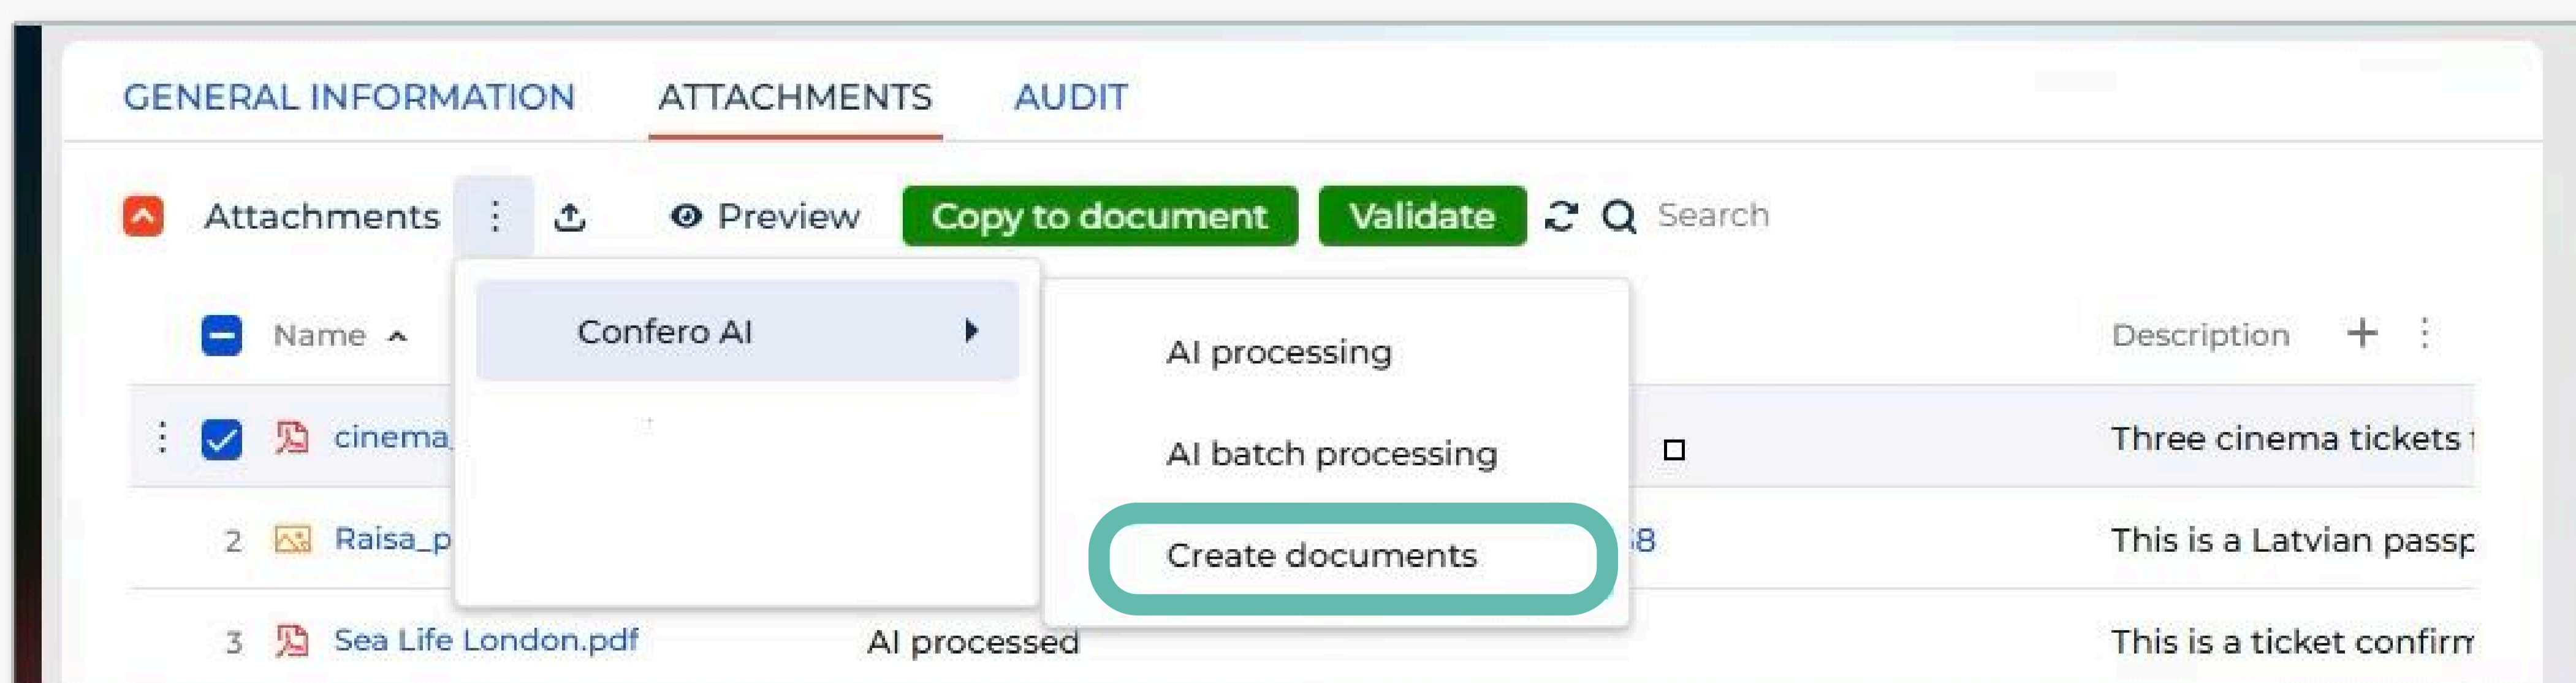 GENERAL INFORMATION ATTACHMENTS AUDIT
Attachments Preview Copy to document Validate Search
Name Confero AI Description
AI processing
cinema_ AI batch processing Three cinema tickets
2 Raisa_p Create documents 8 This is a Latvian passp
3 Sea Life London.pdf AI processed This is a ticket confirm